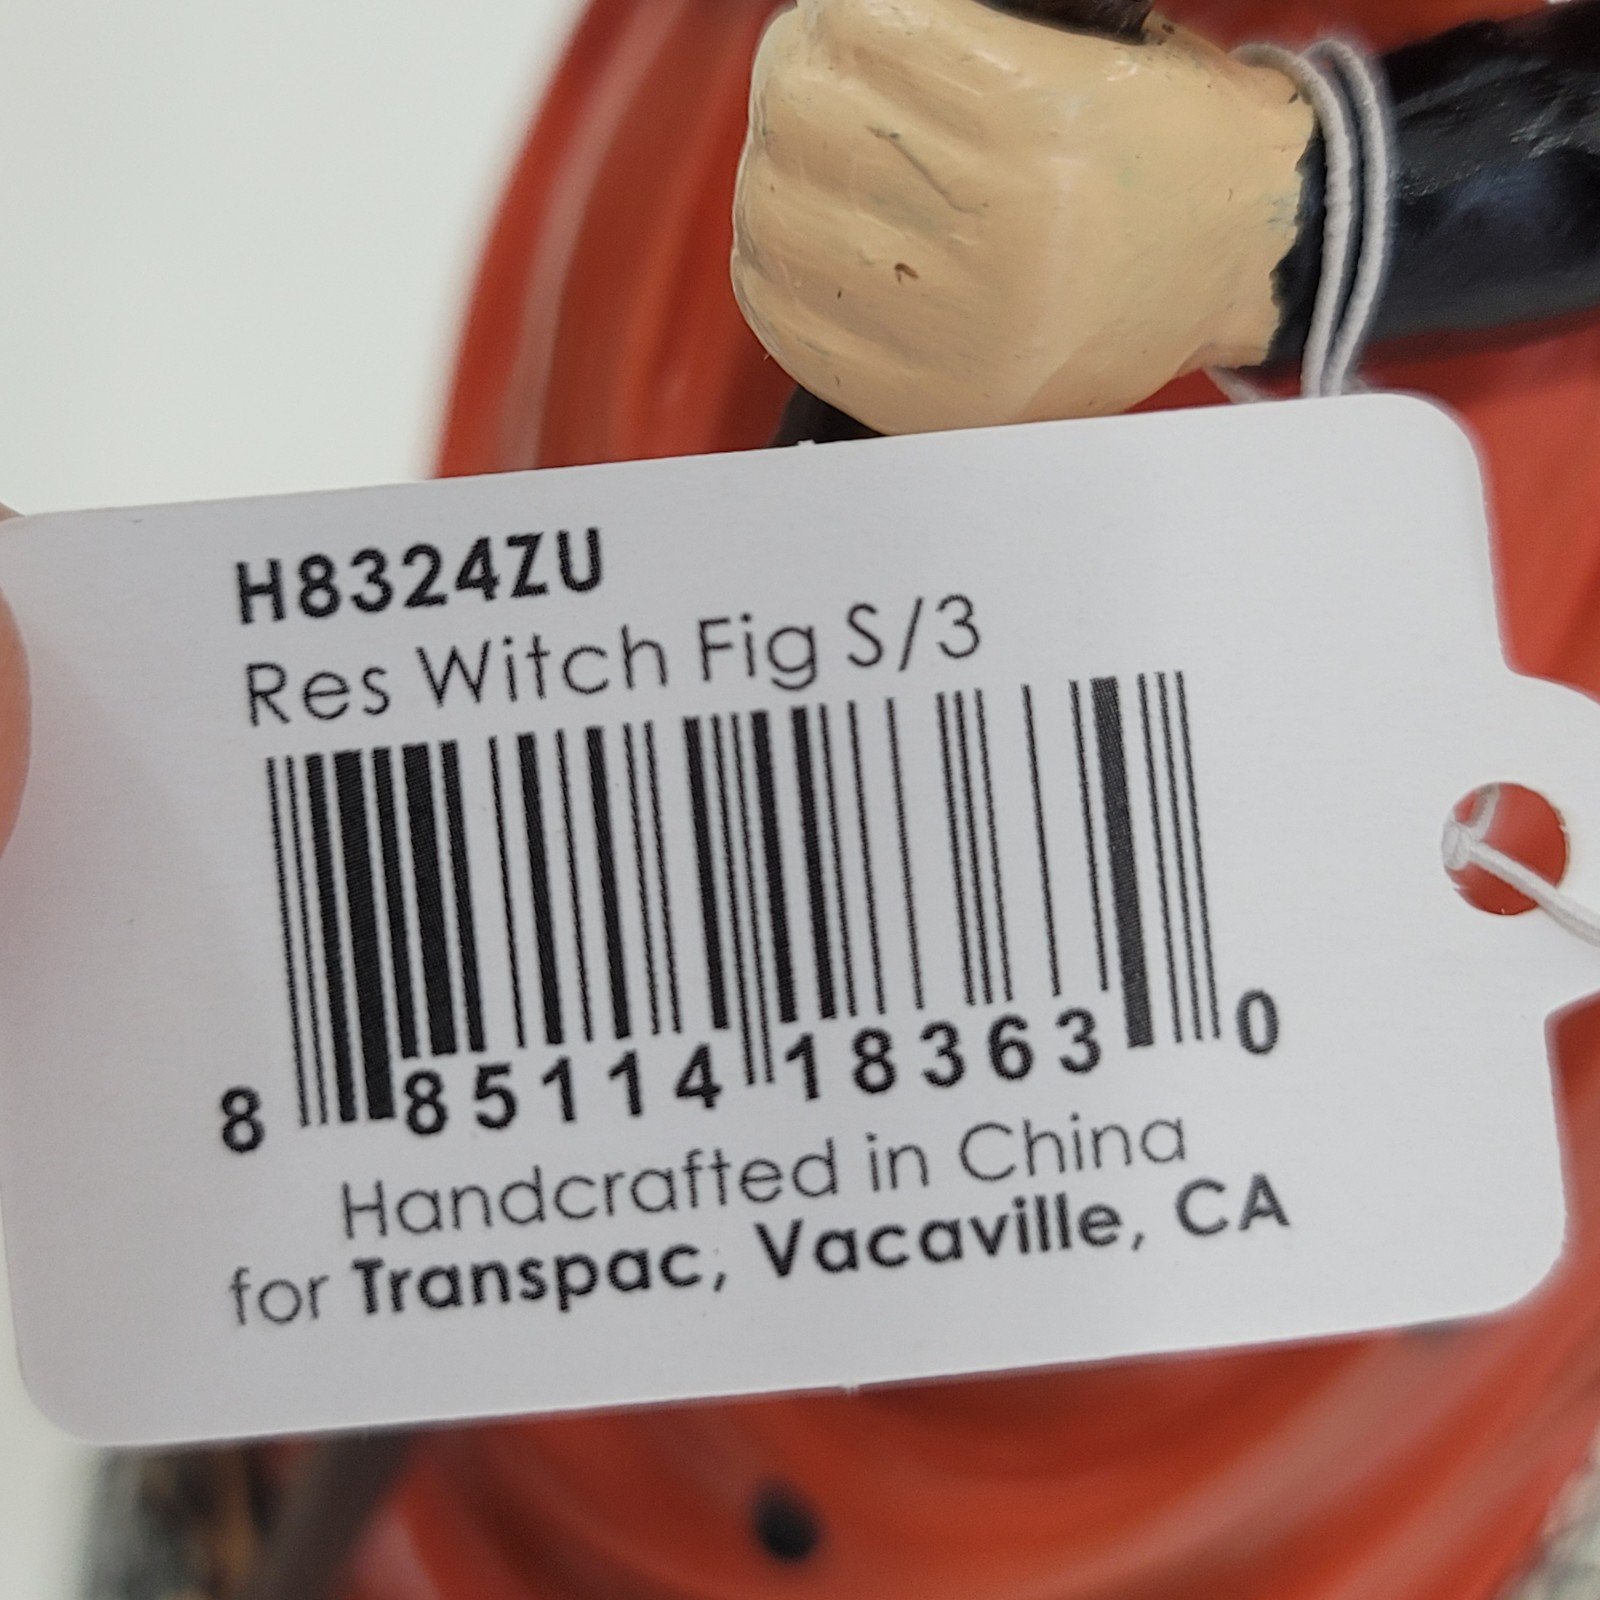 H8324ZU
Res Witch Fig S/3
8 85114 18363 0
Handcrafted in China
for Transpac, Vacaville, CA